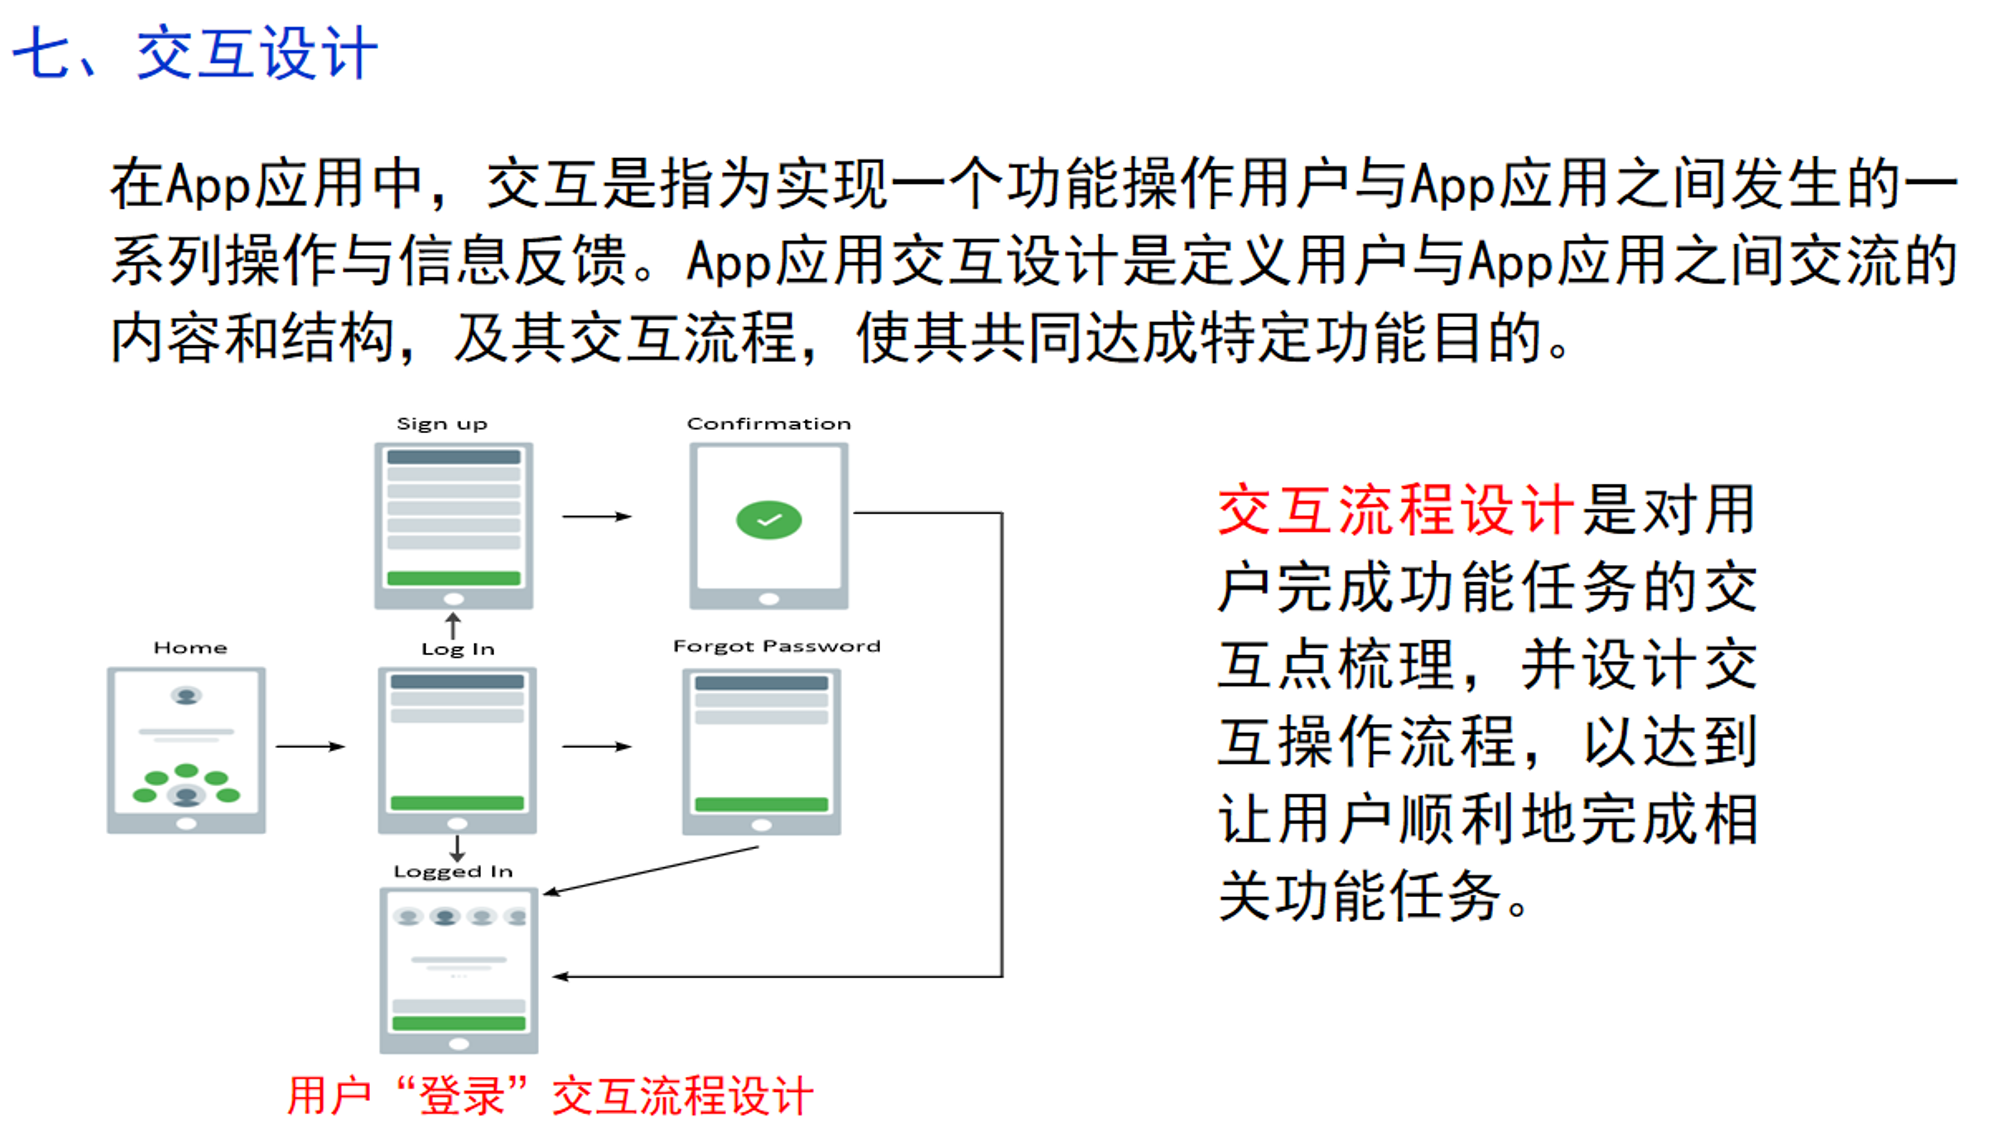 七、交互设计
在App应用中，交互是指为实现一个功能操作用户与App应用之间发生的一
系列操作与信息反馈。App应用交互设计是定义用户与App应用之间交流的
内容和结构，及其交互流程，使其共同达成特定功能目的。
Sign up
Confirmation
Home
Log In
Forgot Password
Logged In
用户“登录”交互流程设计
交互流程设计是对用
户完成功能任务的交
互点梳理，并设计交
互操作流程，以达到
让用户顺利地完成相
关功能任务。